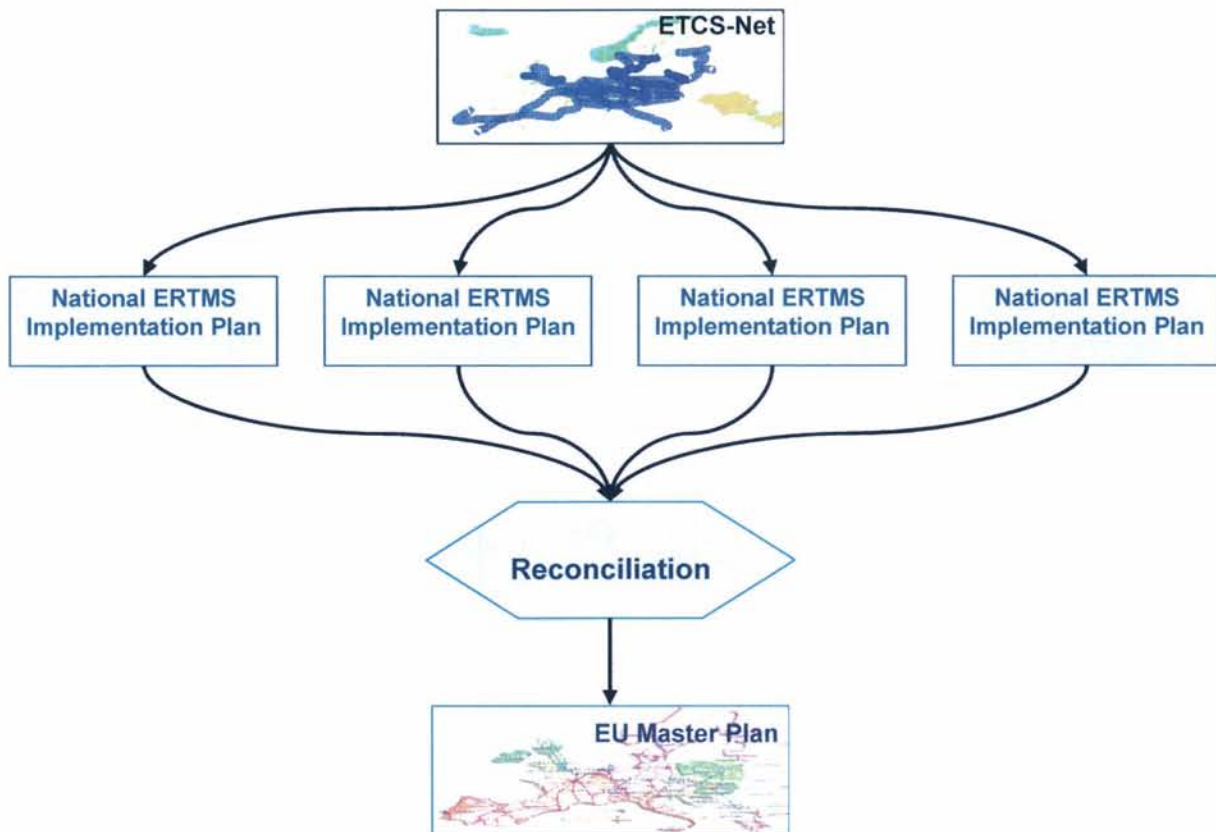 ETCS-Net
National ERTMS
Implementation Plan
National ERTMS
Implementation Plan
National ERTMS
Implementation Plan
National ERTMS
Implementation Plan
Reconciliation
EU Master Plan